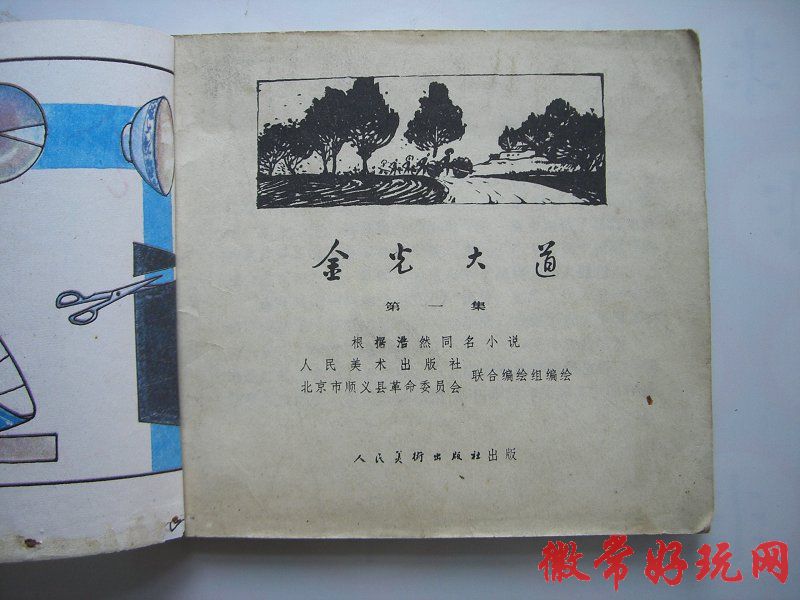 金光大道
第一集
根据浩然同名小说
人民美术出版社
北京市顺义县革命委员会
联合编绘组编绘
人民美術出版社出版
徽常好玩网